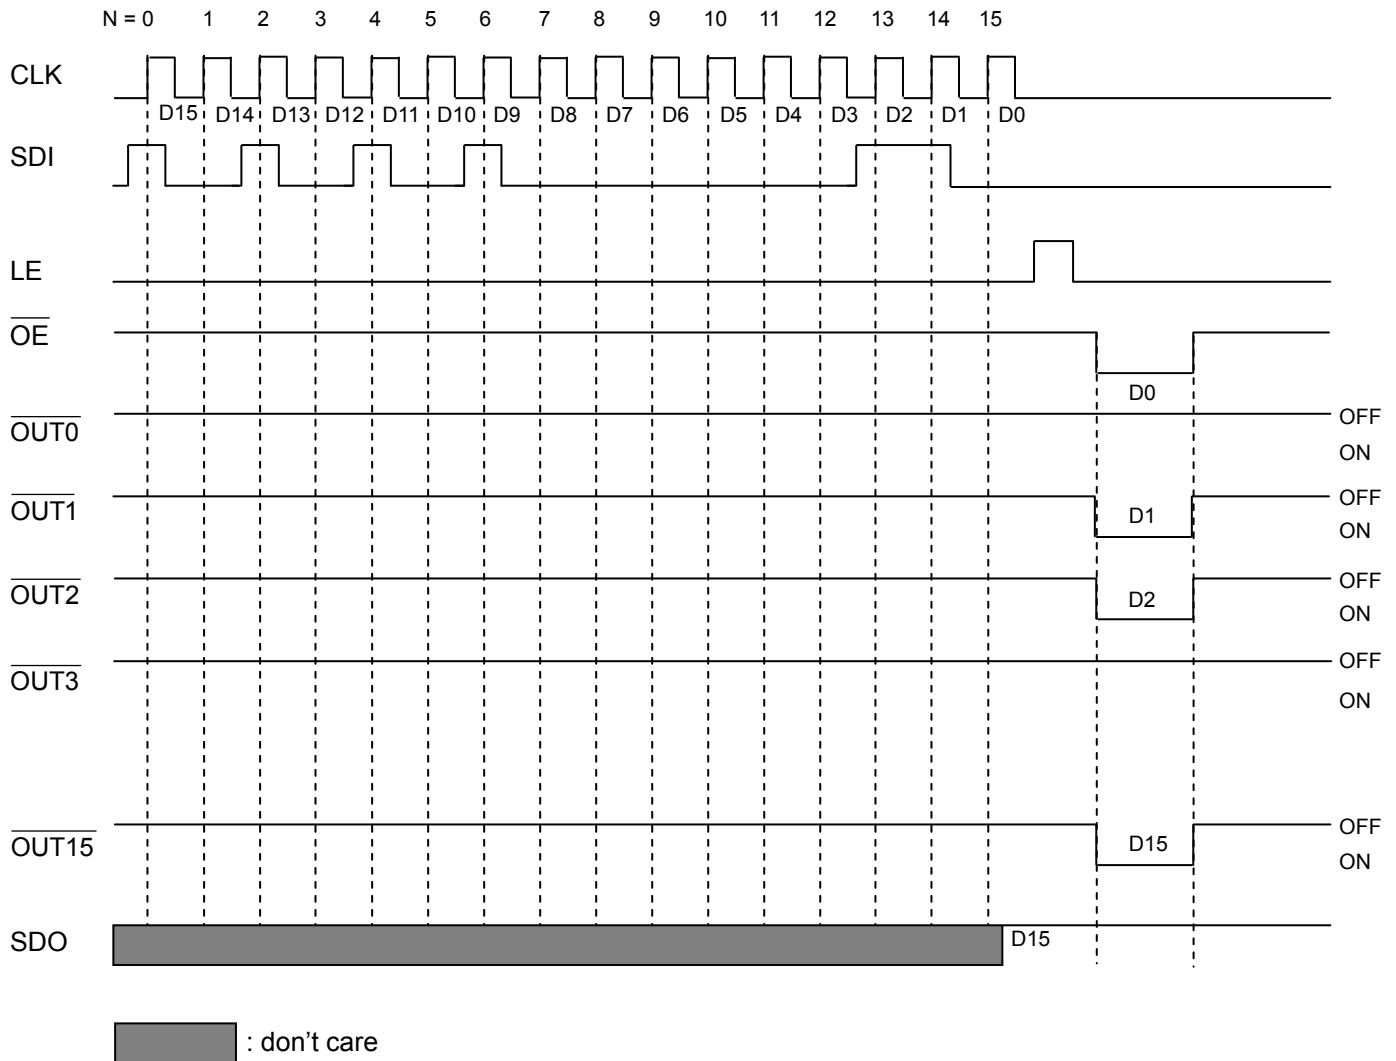 N = 0 1 2 3 4 5 6 7 8 9 10 11 12 13 14 15
CLK
D15 D14 D13 D12 D11 D10 D9 D8 D7 D6 D5 D4 D3 D2 D1 D0
SDI
LE
OE
D0
OUT0
OFF
ON
OUT1
D1
OFF
ON
OUT2
D2
OFF
ON
OUT3
OFF
ON
OUT15
D15
OFF
ON
SDO
D15
: don't care